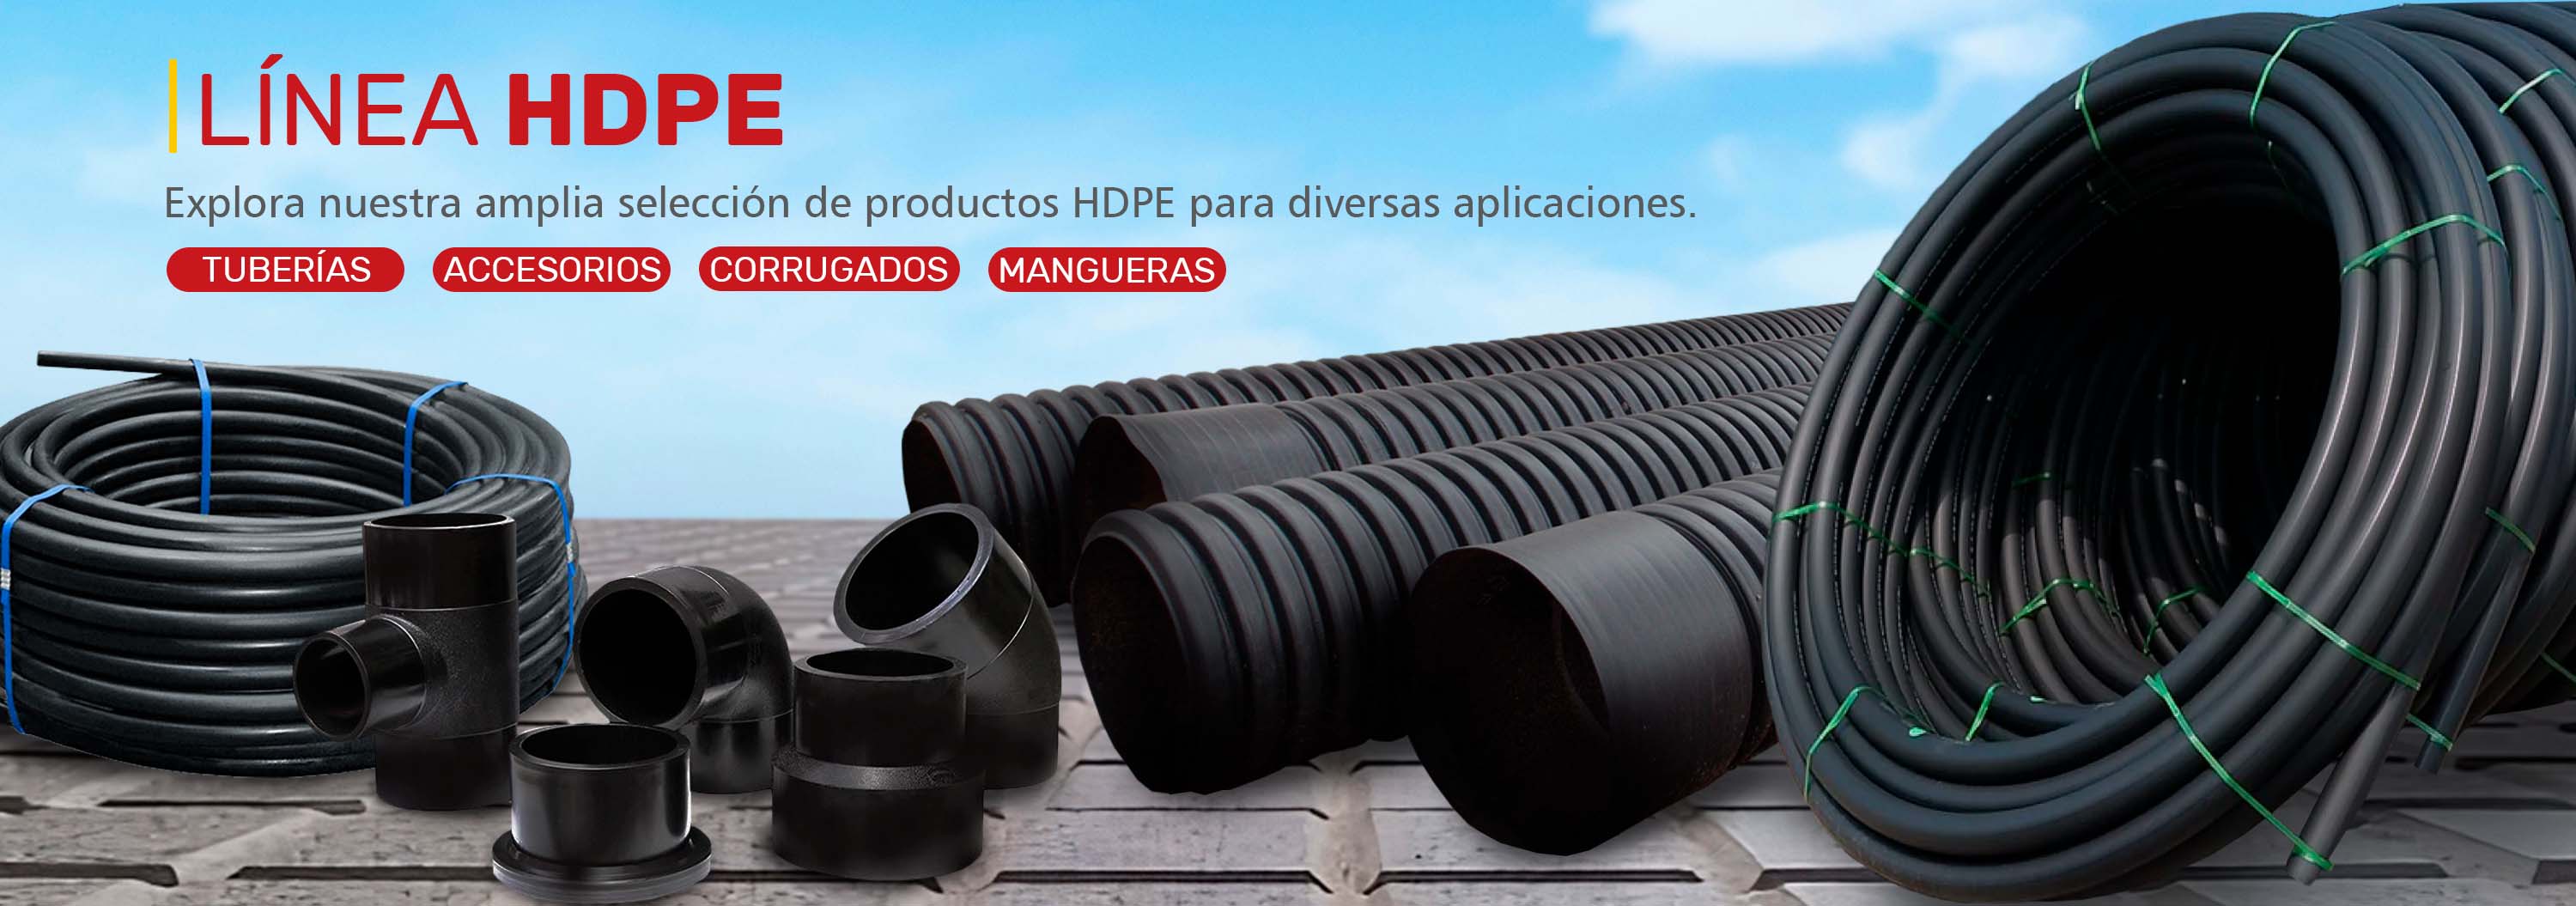 LÍNEA HDPE
Explora nuestra amplia selección de productos HDPE para diversas aplicaciones.
TUBERÍAS ACCESORIOS CORRUGADOS MANGUERAS